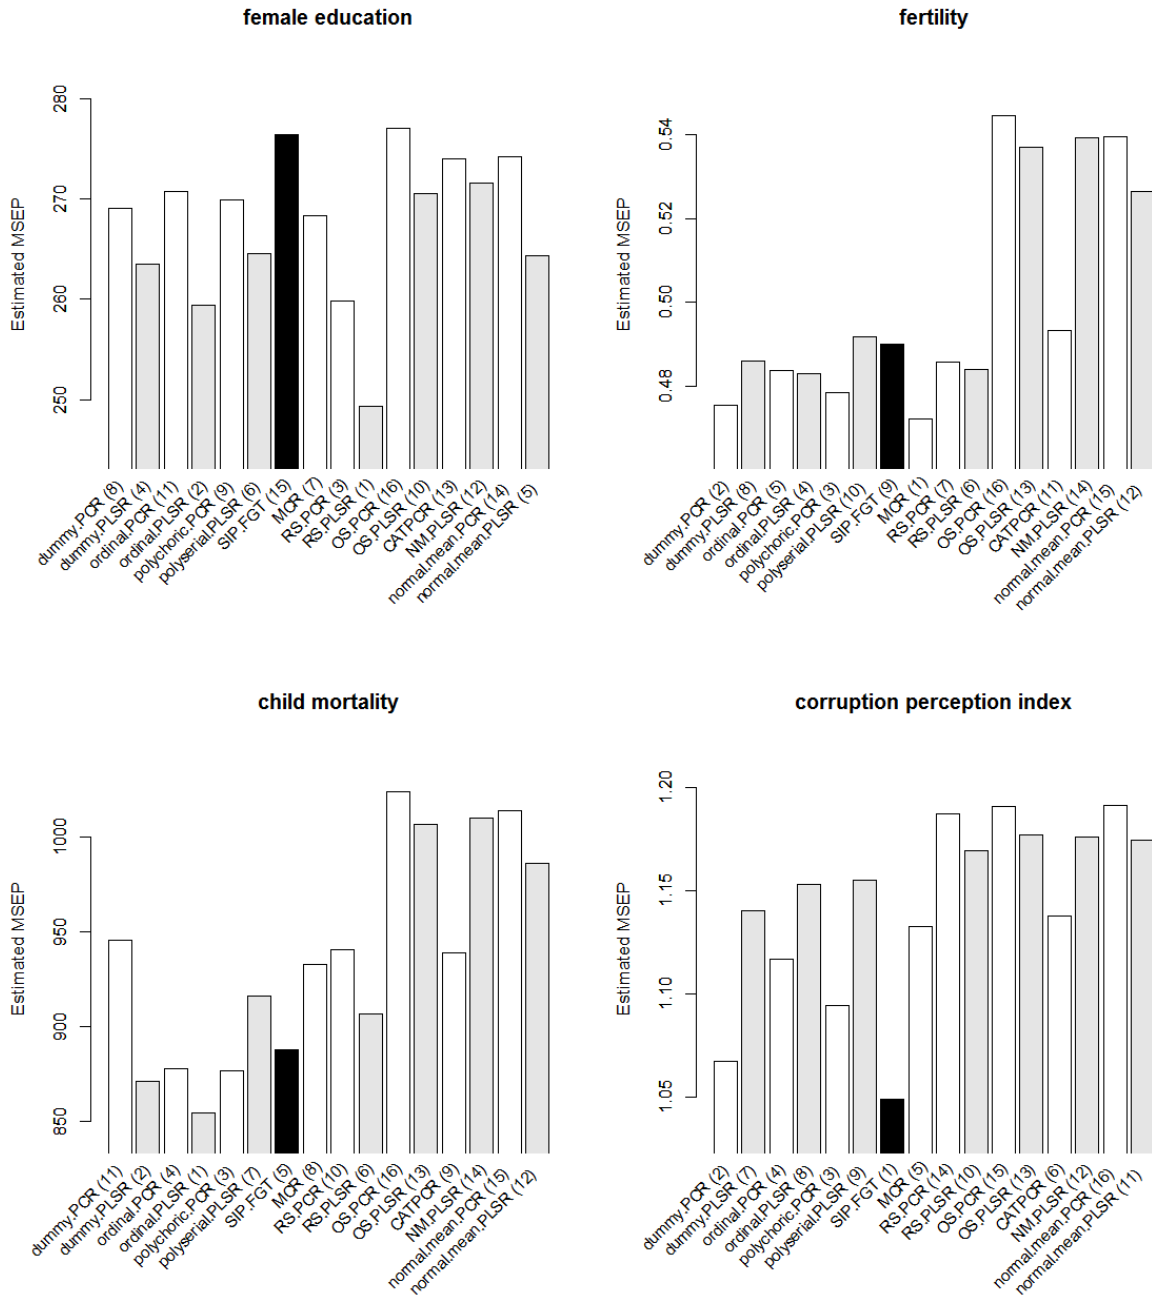 female education
Estimated MSEP
280
270
260
250
dummy.PCR (8)
dummy.PLSR (4)
ordinal.PCR (11)
ordinal.PLSR (2)
polychoric.PCR (9)
polyserial.PLSR (6)
SIP.FGT (15)
MCR (7)
RS.PCR (3)
RS.PLSR (1)
OS.PCR (16)
OS.PLSR (10)
CATPCR (13)
NM.PLSR (12)
normal.mean.PCR (14)
normal.mean.PLSR (5)
fertility
Estimated MSEP
0.54
0.52
0.50
0.48
dummy.PCR (2)
dummy.PLSR (8)
ordinal.PCR (5)
ordinal.PLSR (4)
polychoric.PCR (3)
polyserial.PLSR (10)
SIP.FGT (9)
MCR (1)
RS.PCR (7)
RS.PLSR (6)
OS.PCR (16)
OS.PLSR (13)
CATPCR (11)
NM.PLSR (14)
normal.mean.PCR (15)
normal.mean.PLSR (12)
child mortality
Estimated MSEP
1000
950
900
850
dummy.PCR (11)
dummy.PLSR (2)
ordinal.PCR (4)
ordinal.PLSR (1)
polychoric.PCR (3)
polyserial.PLSR (7)
SIP.FGT (5)
MCR (8)
RS.PCR (10)
RS.PLSR (6)
OS.PCR (16)
OS.PLSR (13)
CATPCR (9)
NM.PLSR (14)
normal.mean.PCR (15)
normal.mean.PLSR (12)
corruption perception index
Estimated MSEP
1.20
1.15
1.10
1.05
dummy.PCR (2)
dummy.PLSR (7)
ordinal.PCR (4)
ordinal.PLSR (8)
polychoric.PCR (3)
polyserial.PLSR (9)
SIP.FGT (1)
MCR (5)
RS.PCR (14)
RS.PLSR (10)
OS.PCR (15)
OS.PLSR (13)
CATPCR (6)
NM.PLSR (12)
normal.mean.PCR (16)
normal.mean.PLSR (11)